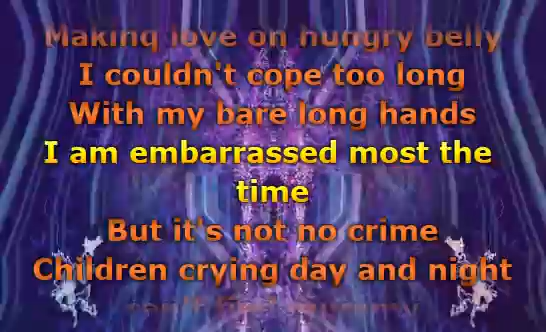 Making love on hungry belly
I couldn't cope too long
With my bare long hands
I am embarrassed most the
time
But it's not no crime
Children crying day and night